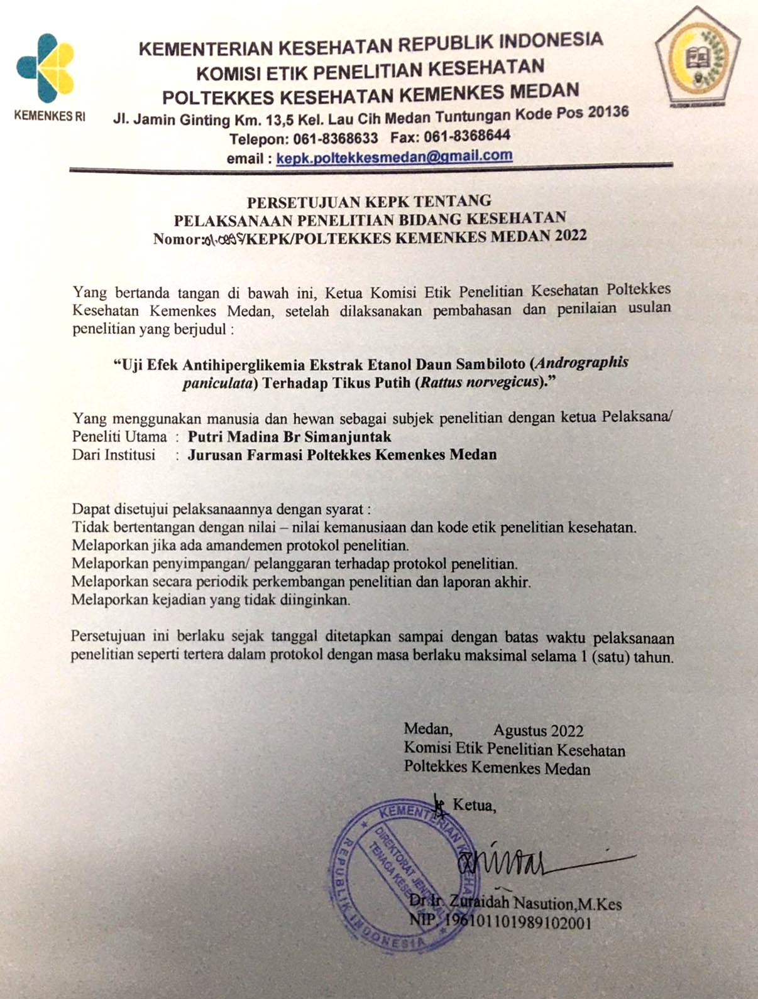 KEMENKES RI
KEMENTERIAN KESEHATAN REPUBLIK INDONESIA
KOMISI ETIK PENELITIAN KESEHATAN
POLTEKKES KESEHATAN KEMENKES MEDAN
Jl. Jamin Ginting Km. 13,5 Kel. Lau Cih Medan Tuntungan Kode Pos 20136
Telepon: 061-8368633 Fax: 061-8368644
email : kepk.poltekkesmedan@gmail.com
PERSETUJUAN KEPK TENTANG
PELAKSANAAN PENELITIAN BIDANG KESEHATAN
Nomor: /KEPK/POLTEKKES KEMENKES MEDAN 2022
Yang bertanda tangan di bawah ini, Ketua Komisi Etik Penelitian Kesehatan Poltekkes
Kesehatan Kemenkes Medan, setelah dilaksanakan pembahasan dan penilaian usulan
penelitian yang berjudul :
“Uji Efek Antihiperglikemia Ekstrak Etanol Daun Sambiloto (Andrographis
paniculata) Terhadap Tikus Putih (Rattus norvegicus).”
Yang menggunakan manusia dan hewan sebagai subjek penelitian dengan ketua Pelaksana/
Peneliti Utama : Putri Madina Br Simanjuntak
Dari Institusi : Jurusan Farmasi Poltekkes Kemenkes Medan
Dapat disetujui pelaksanaannya dengan syarat :
Tidak bertentangan dengan nilai – nilai kemanusiaan dan kode etik penelitian kesehatan.
Melaporkan jika ada amandemen protokol penelitian.
Melaporkan penyimpangan/ pelanggaran terhadap protokol penelitian.
Melaporkan secara periodik perkembangan penelitian dan laporan akhir.
Melaporkan kejadian yang tidak diinginkan.
Persetujuan ini berlaku sejak tanggal ditetapkan sampai dengan batas waktu pelaksanaan
penelitian seperti tertera dalam protokol dengan masa berlaku maksimal selama 1 (satu) tahun.
Medan, Agustus 2022
Komisi Etik Penelitian Kesehatan
Poltekkes Kemenkes Medan
Ketua,
KEMENTERIAN KESEHATAN
REPUBLIK INDONESIA
DIREKTORAT JENDERAL
TENAGA KESEHATAN
Dr.Ir. Zuraidah Nasution,M.Kes
NIP. 196101101989102001